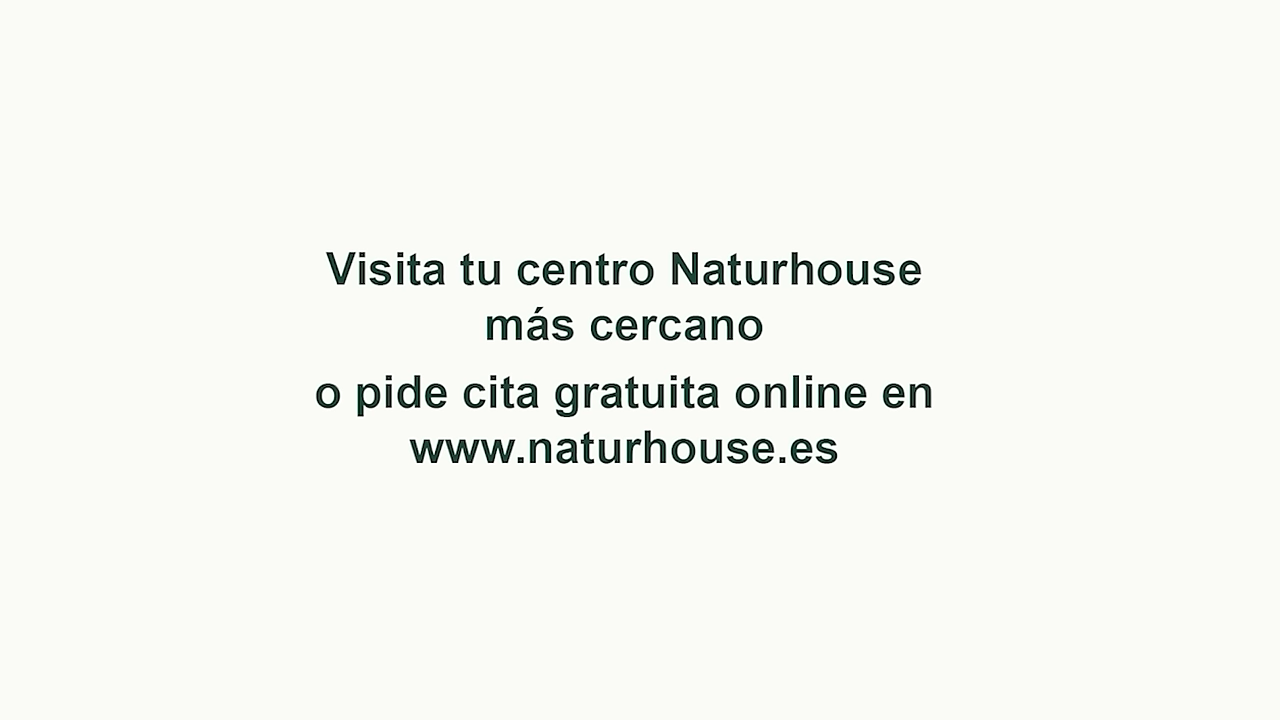 Visita tu centro Naturhouse
más cercano
o pide cita gratuita online en
www.naturhouse.es